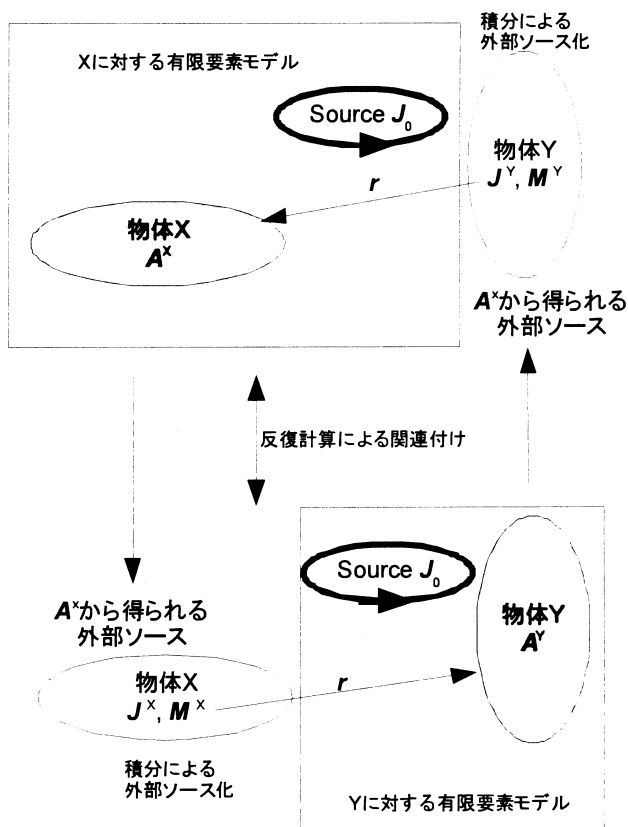 積分による
外部ソース化
Xに対する有限要素モデル
Source J₀
物体Y
Jʸ, Mʸ
r
物体X
Aˣ
Aˣから得られる
外部ソース
反復計算による関連付け
Source J₀
Aˣから得られる
外部ソース
物体Y
Aʸ
物体X
Jˣ, Mˣ
r
積分による
外部ソース化
Yに対する有限要素モデル